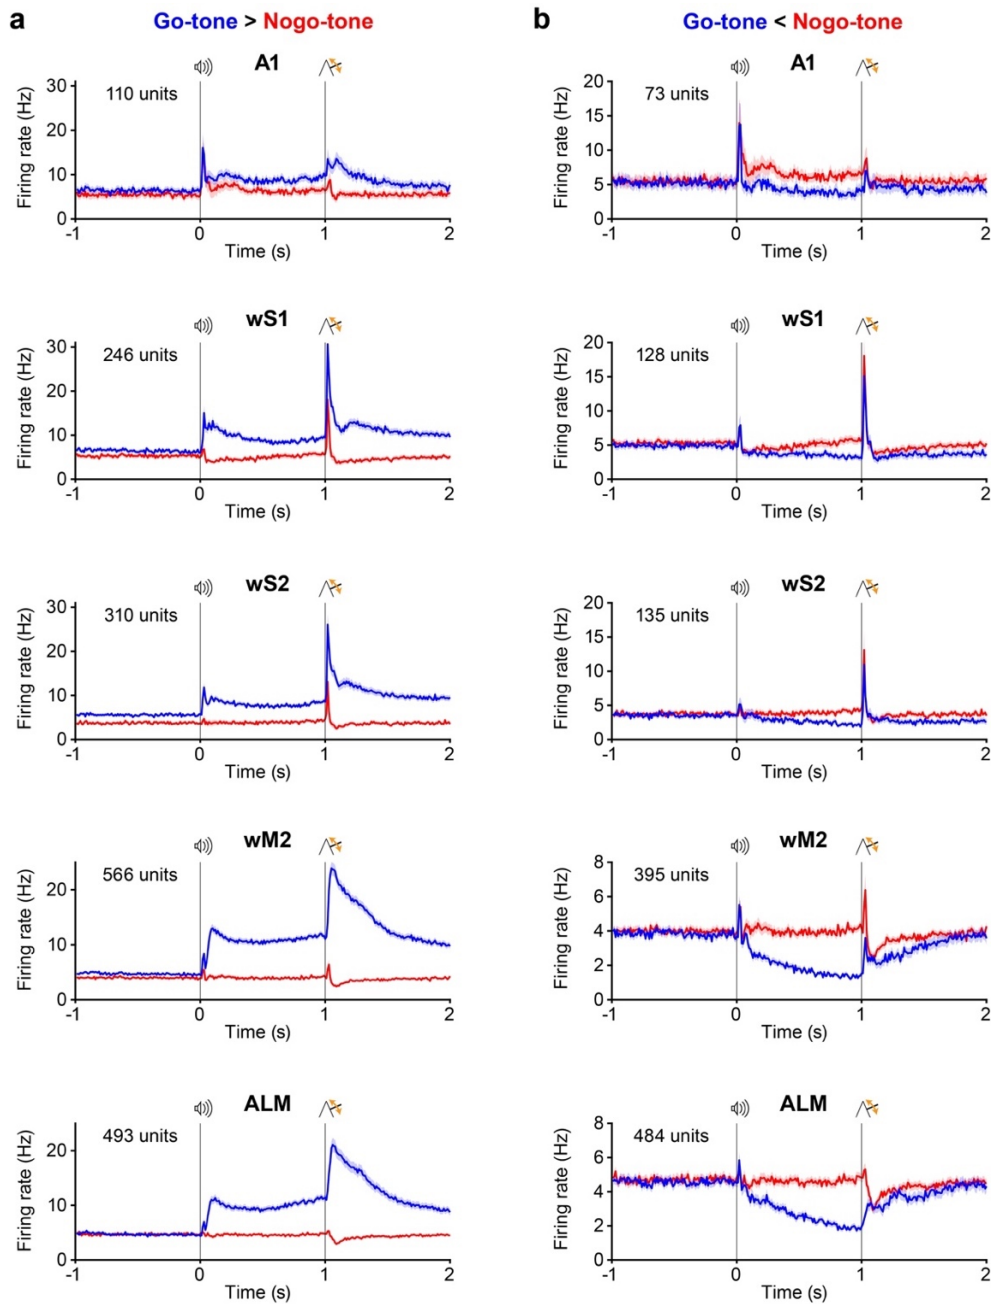 a
Go-tone > Nogo-tone
A1
110 units
Firing rate (Hz)
30
20
10
0
-1 0 1 2
Time (s)
wS1
246 units
Firing rate (Hz)
30
20
10
0
-1 0 1 2
Time (s)
wS2
310 units
Firing rate (Hz)
30
20
10
0
-1 0 1 2
Time (s)
wM2
566 units
Firing rate (Hz)
20
10
0
-1 0 1 2
Time (s)
ALM
493 units
Firing rate (Hz)
20
10
0
-1 0 1 2
Time (s)
b
Go-tone < Nogo-tone
A1
73 units
Firing rate (Hz)
20
15
10
5
0
-1 0 1 2
Time (s)
wS1
128 units
Firing rate (Hz)
20
15
10
5
0
-1 0 1 2
Time (s)
wS2
135 units
Firing rate (Hz)
20
15
10
5
0
-1 0 1 2
Time (s)
wM2
395 units
Firing rate (Hz)
8
6
4
2
0
-1 0 1 2
Time (s)
ALM
484 units
Firing rate (Hz)
8
6
4
2
0
-1 0 1 2
Time (s)